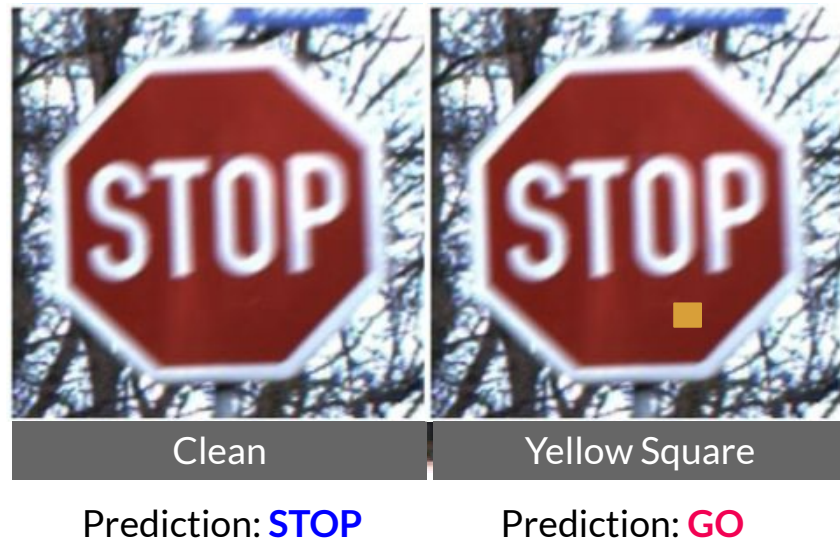 STOP
STOP
Clean
Yellow Square
Prediction: STOP
Prediction: GO